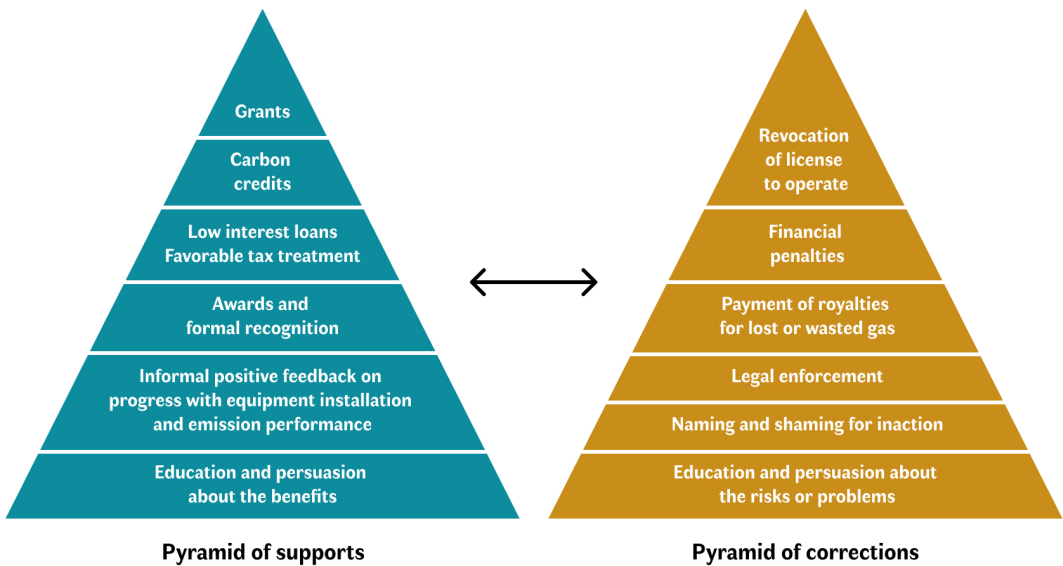 Grants
Carbon
credits
Low interest loans
Favorable tax treatment
Awards and
formal recognition
Informal positive feedback on
progress with equipment installation
and emission performance
Education and persuasion
about the benefits
Pyramid of supports
Revocation
of license
to operate
Financial
penalties
Payment of royalties
for lost or wasted gas
Legal enforcement
Naming and shaming for inaction
Education and persuasion about
the risks or problems
Pyramid of corrections